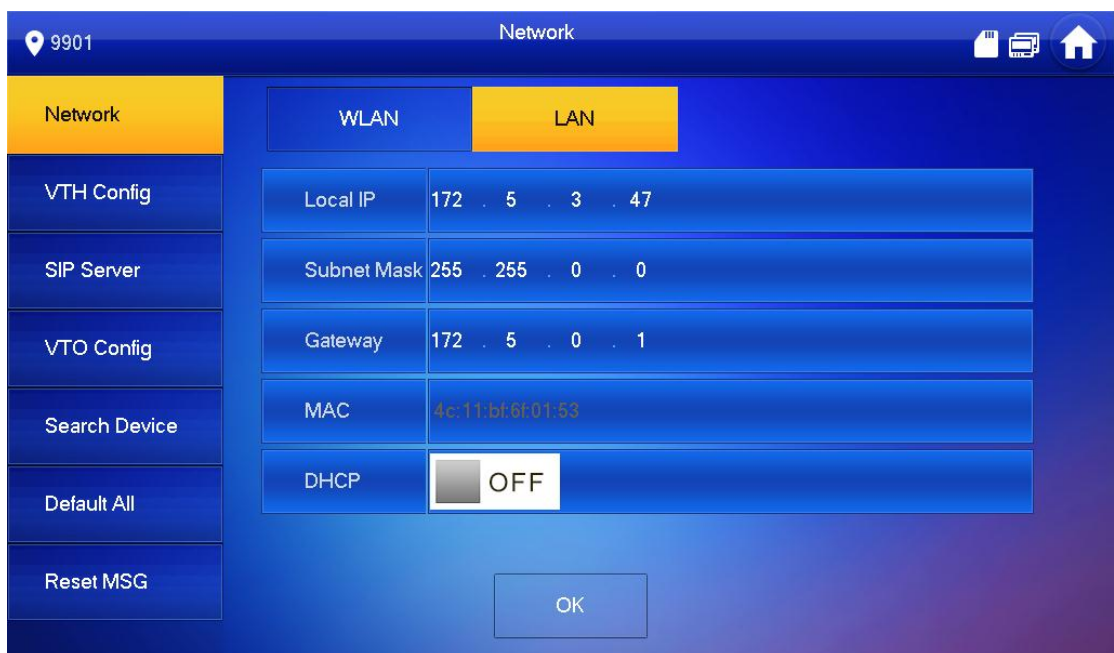 9901
Network
Network
VTH Config
SIP Server
VTO Config
Search Device
Default All
Reset MSG
WLAN LAN
Local IP 172 . 5 . 3 . 47
Subnet Mask 255 . 255 . 0 . 0
Gateway 172 . 5 . 0 . 1
MAC 4c:11:bf:6f:01:53
DHCP OFF
OK